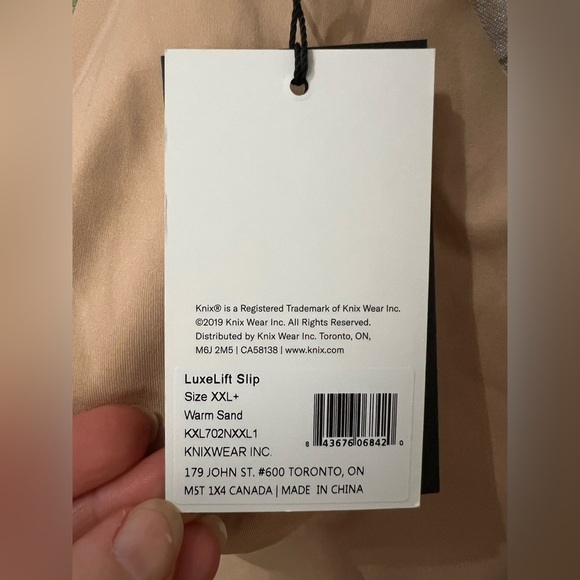 Knix® is a Registered Trademark of Knix Wear Inc.
©2019 Knix Wear Inc. All Rights Reserved.
Distributed by Knix Wear Inc. Toronto, ON,
M6J 2M5 | CA58138 | www.knix.com
LuxeLift Slip
Size XXL+
Warm Sand
KXL702NXXL1
KNIXWEAR INC.
8 43676 06842 0
179 JOHN ST. #600 TORONTO, ON
M5T 1X4 CANADA | MADE IN CHINA